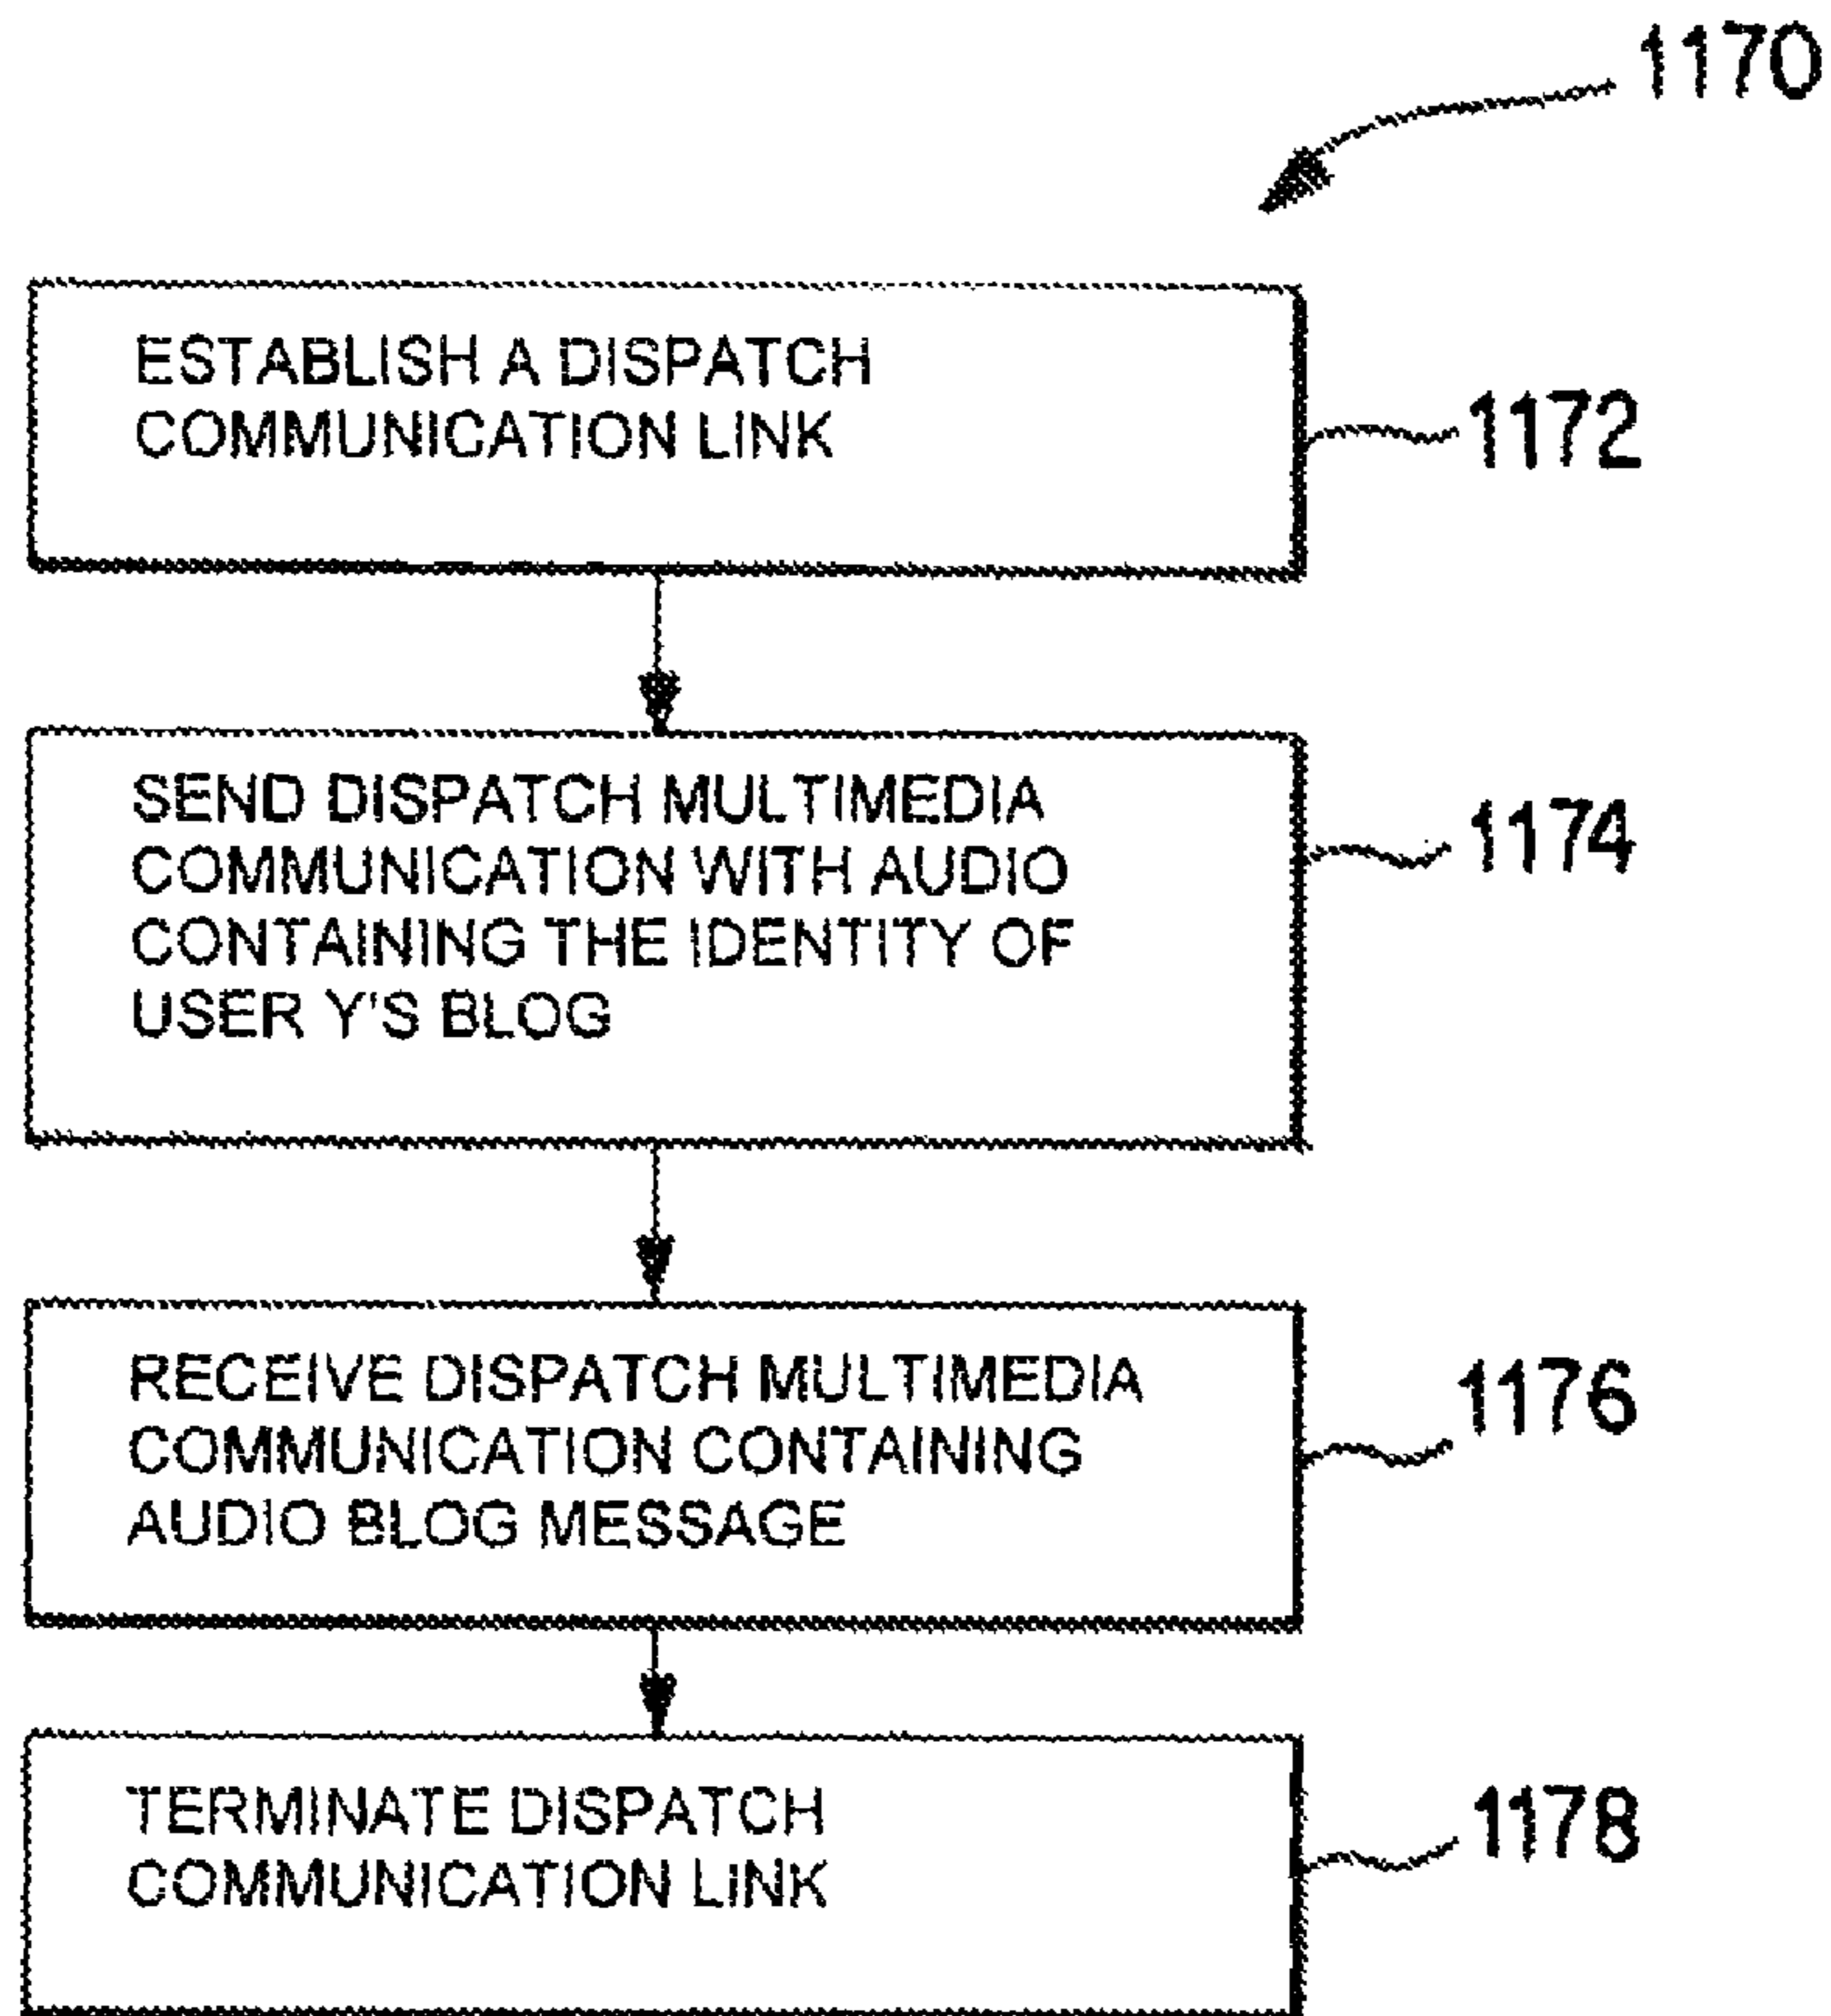 1170
ESTABLISH A DISPATCH
COMMUNICATION LINK
1172
SEND DISPATCH MULTIMEDIA
COMMUNICATION WITH AUDIO
CONTAINING THE IDENTITY OF
USER Y'S BLOG
1174
RECEIVE DISPATCH MULTIMEDIA
COMMUNICATION CONTAINING
AUDIO BLOG MESSAGE
1176
TERMINATE DISPATCH
COMMUNICATION LINK
1178